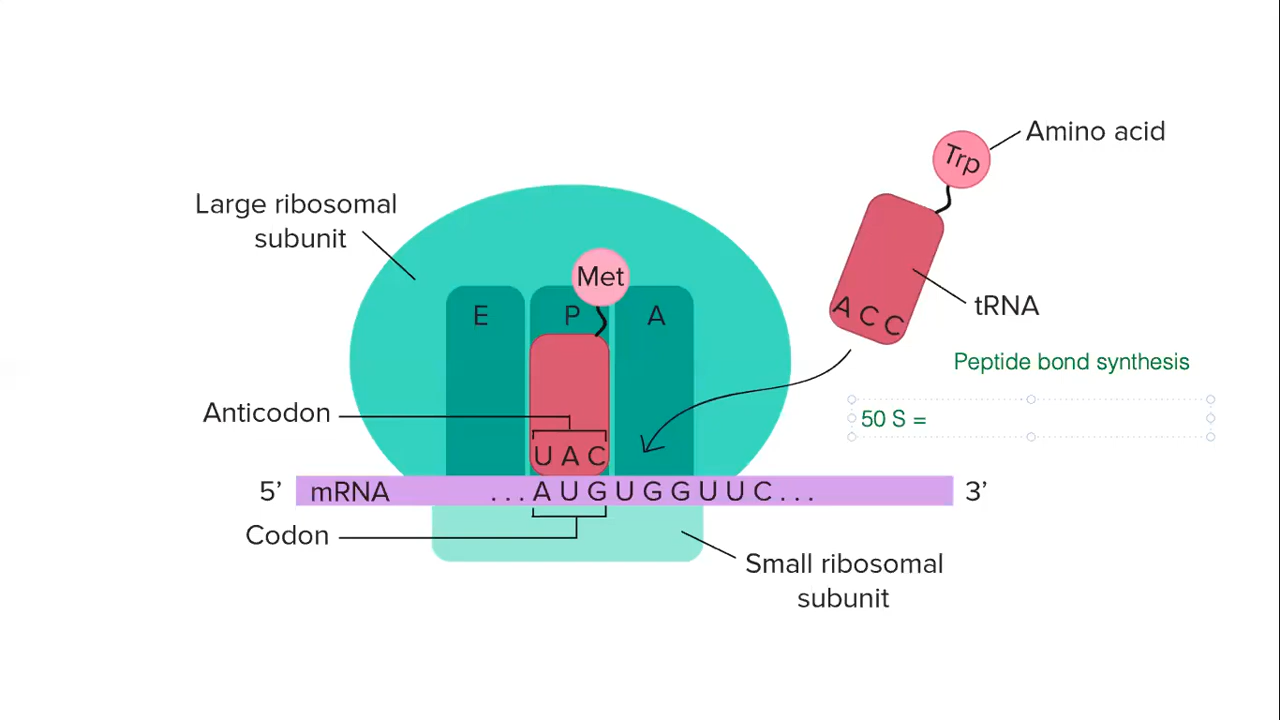 Amino acid
Trp
Large ribosomal
subunit
Met
E P A
tRNA
A C C
Peptide bond synthesis
50 S =
Anticodon
U A C
5’ mRNA ...A U G U G G U U C... 3’
Codon
Small ribosomal
subunit